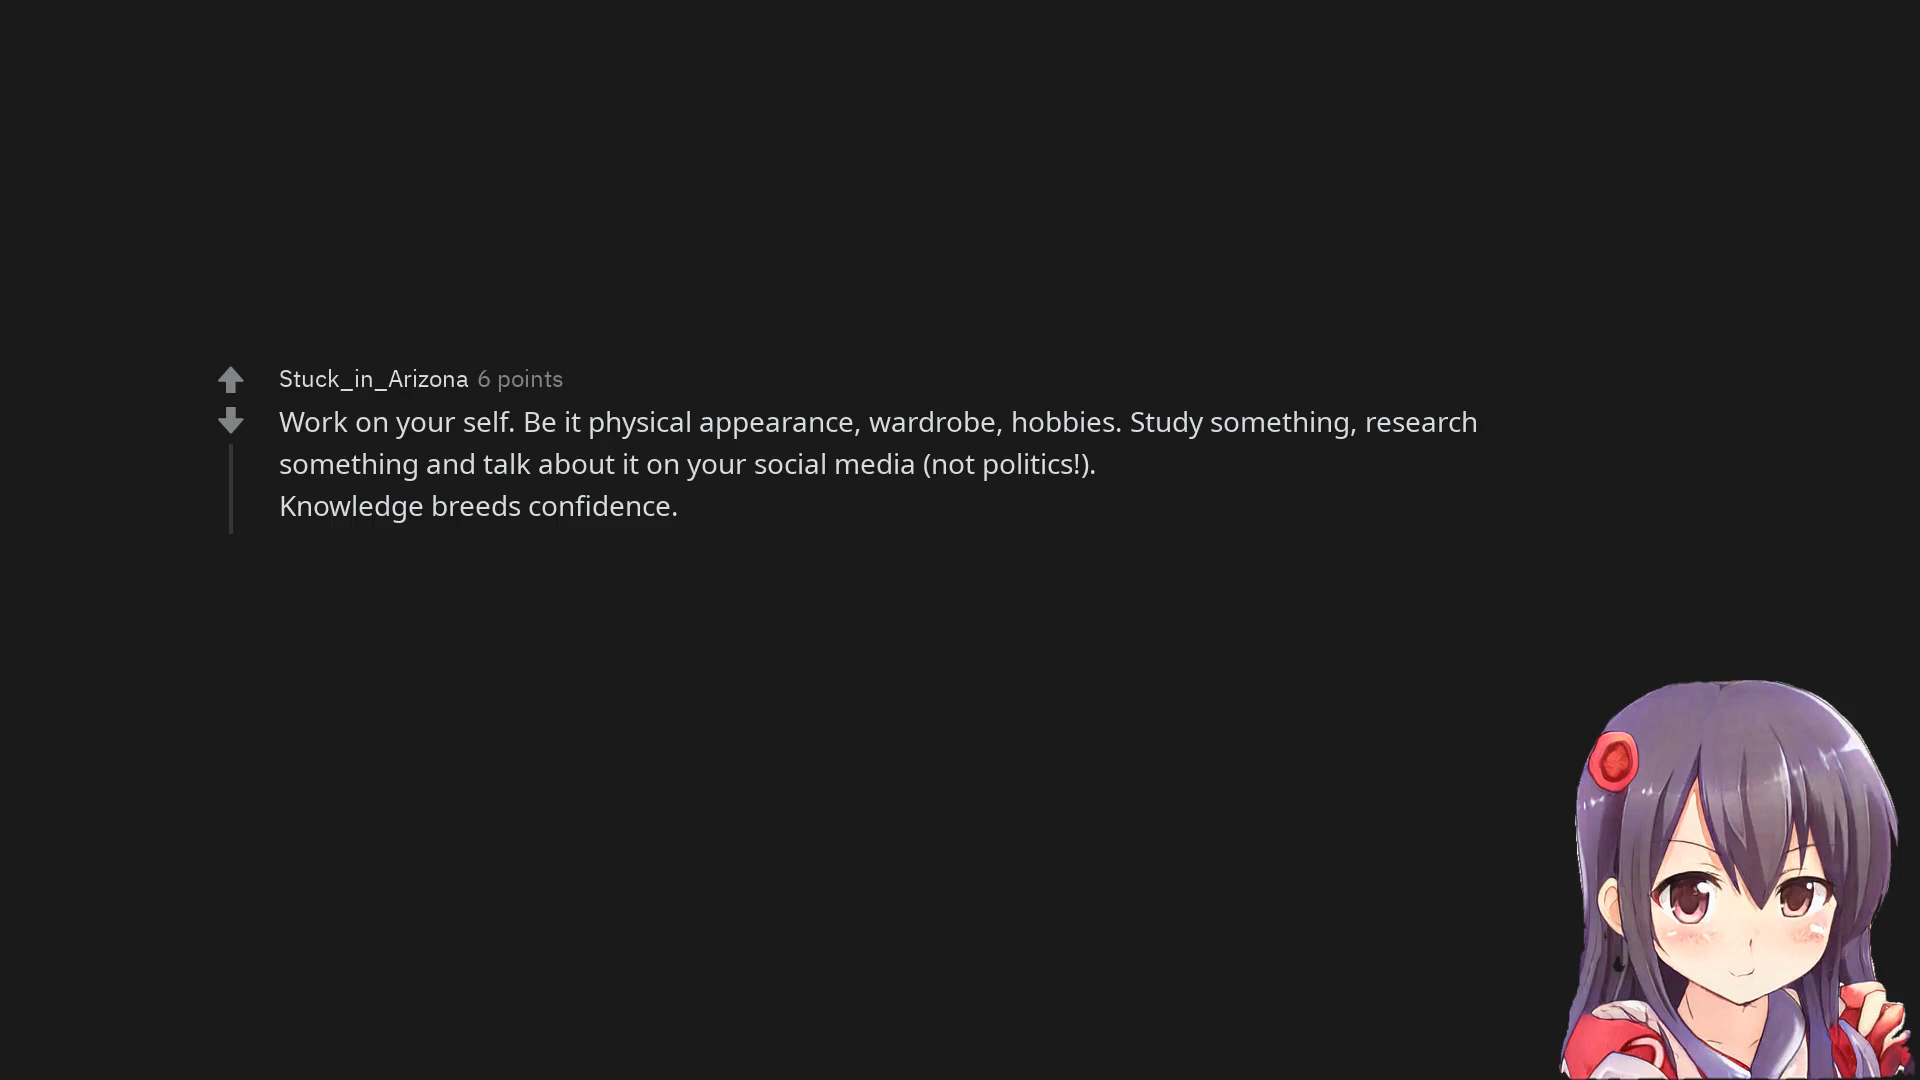 Stuck_in_Arizona 6 points
Work on your self. Be it physical appearance, wardrobe, hobbies. Study something, research
something and talk about it on your social media (not politics!).
Knowledge breeds confidence.